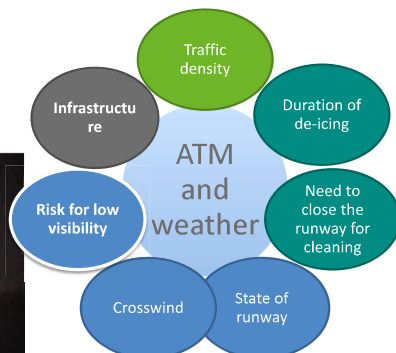 Traffic
density
Infrastructu
re
Duration of
de-icing
ATM
and
weather
Risk for low
visibility
Need to
close the
runway for
cleaning
Crosswind
State of
runway